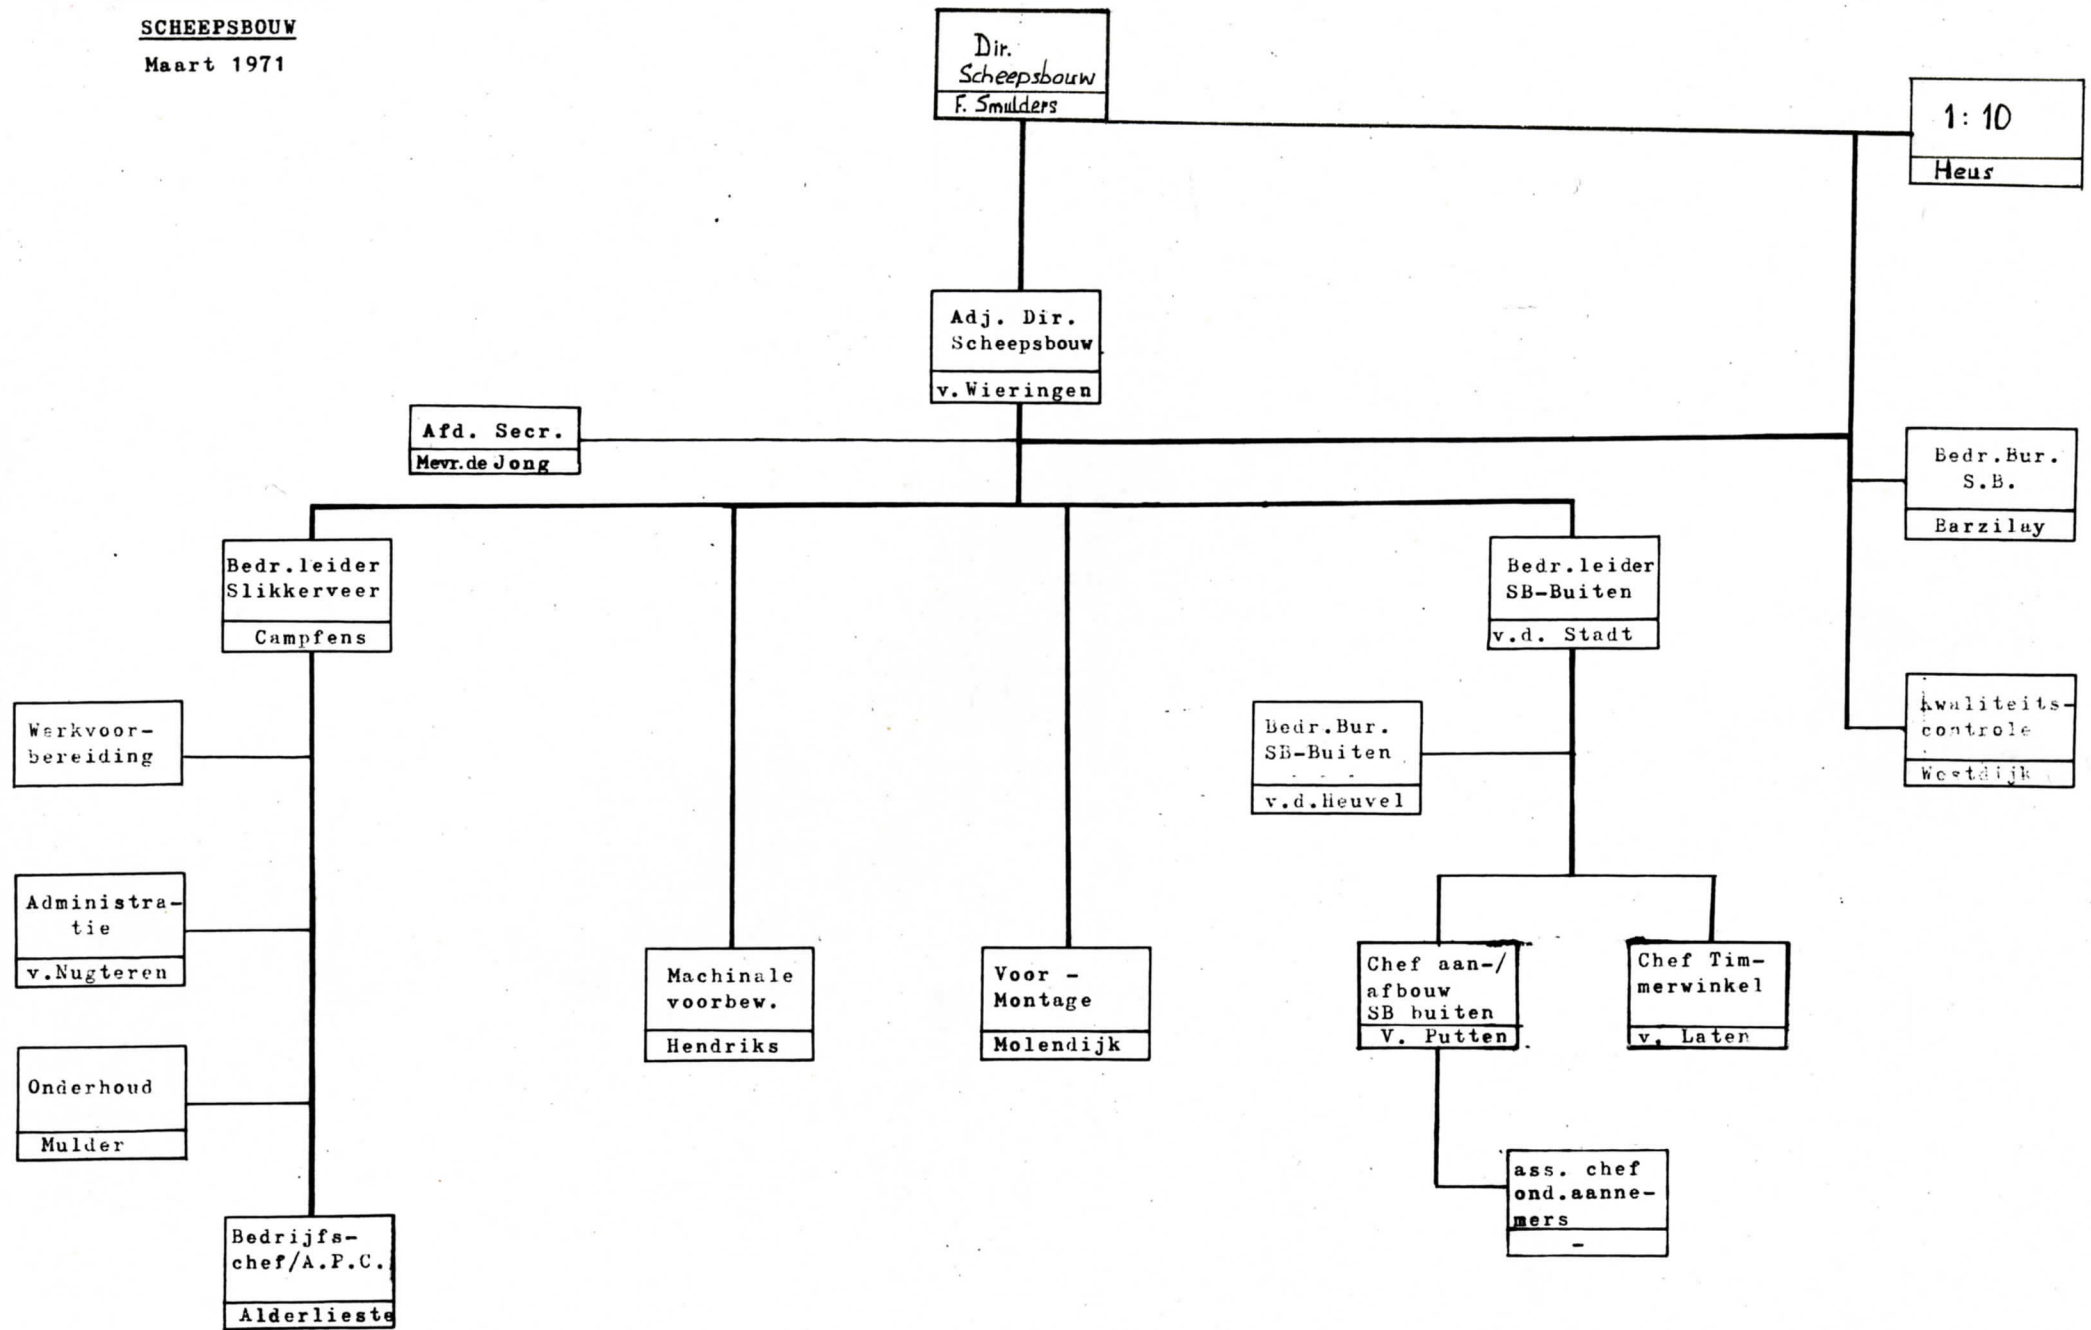 SCHEEPSBOUW
Maart 1971
Dir.
Scheepsbouw
F. Smulders
1:10
Heus
Adj. Dir.
Scheepsbouw
v.Wieringen
Afd. Secr.
Mevr.de Jong
Bedr.Bur.
S.B.
Barzilay
Bedr.leider
Slikkerveer
Campfens
Bedr.leider
SB-Buiten
v.d. Stadt
Werkvoor-
bereiding
Bedr.Bur.
SB-Buiten
v.d.Heuvel
kwaliteits-
controle
Westdijk
Administra-
tie
v.Nugteren
Machinale
voorbew.
Hendriks
Voor -
Montage
Molendijk
Chef aan-/
afbouw
SB buiten
V. Putten
Chef Tim-
merwinkel
v. Laten
Onderhoud
Mulder
ass. chef
ond.aanne-
mers
-
Bedrijfs-
chef/A.P.C.
Alderlieste